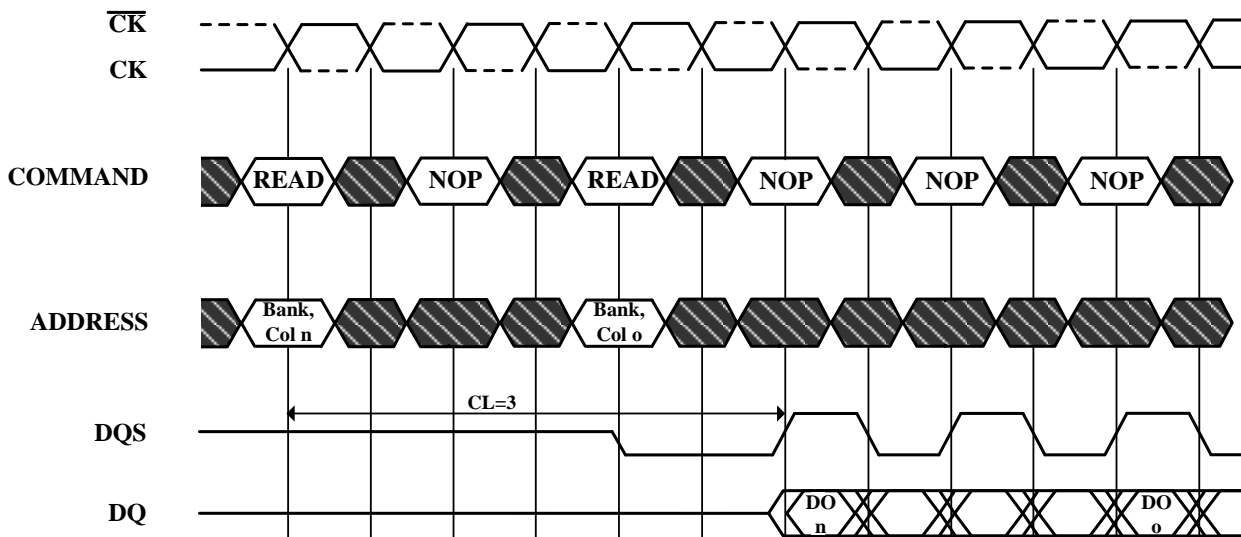 CK
CK
COMMAND
READ NOP READ NOP NOP NOP
ADDRESS
Bank,
Col n
Bank,
Col o
CL=3
DQS
DQ
DO
n
DO
o